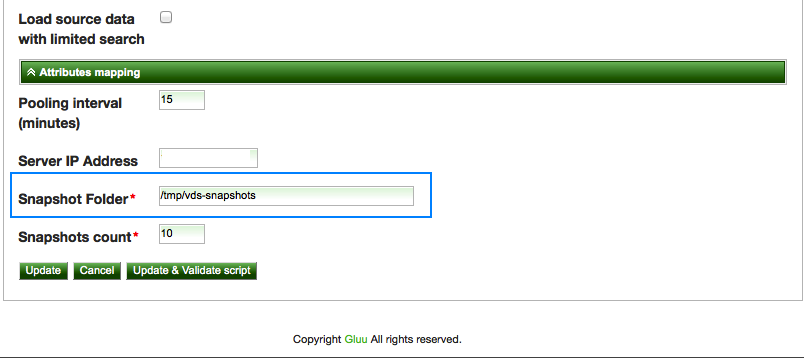 Load source data
with limited search
Attributes mapping
Pooling interval
(minutes)
15
Server IP Address
Snapshot Folder* /tmp/vds-snapshots
Snapshots count* 10
Update Cancel Update & Validate script
Copyright Gluu All rights reserved.